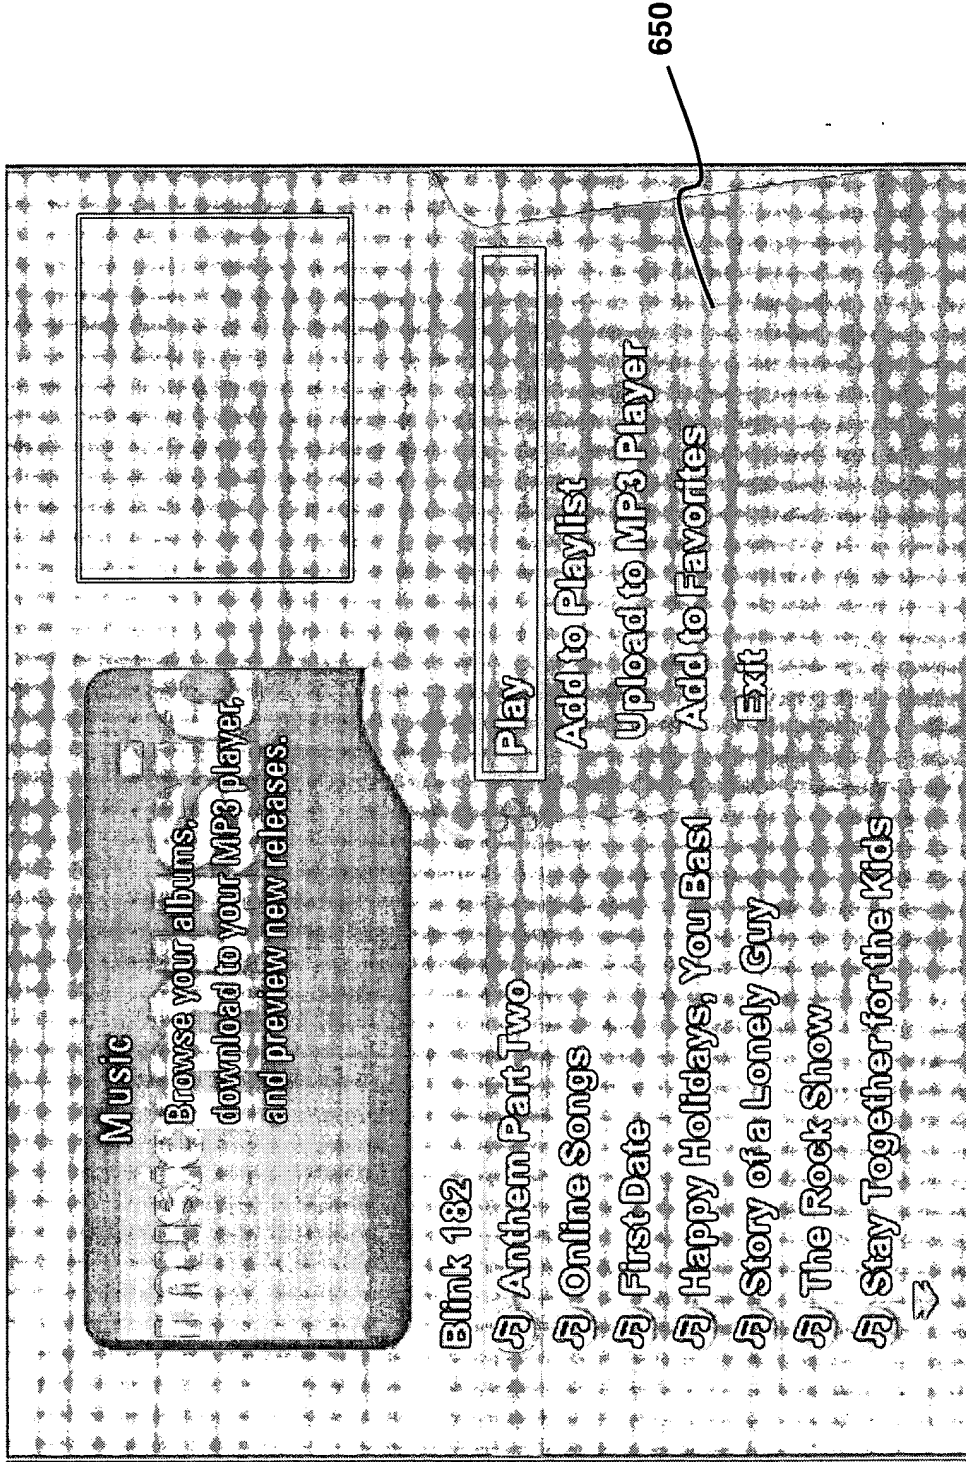 Music
Browse your albums,
download to your MP3 player,
and preview new releases.
Blink 182
Anthem Part Two
Online Songs
First Date
Happy Holidays, You Bast
Story of a Lonely Guy
The Rock Show
Stay Together for the Kids
Play
Add to Playlist
Upload to MP3 Player
Add to Favorites
Exit
650